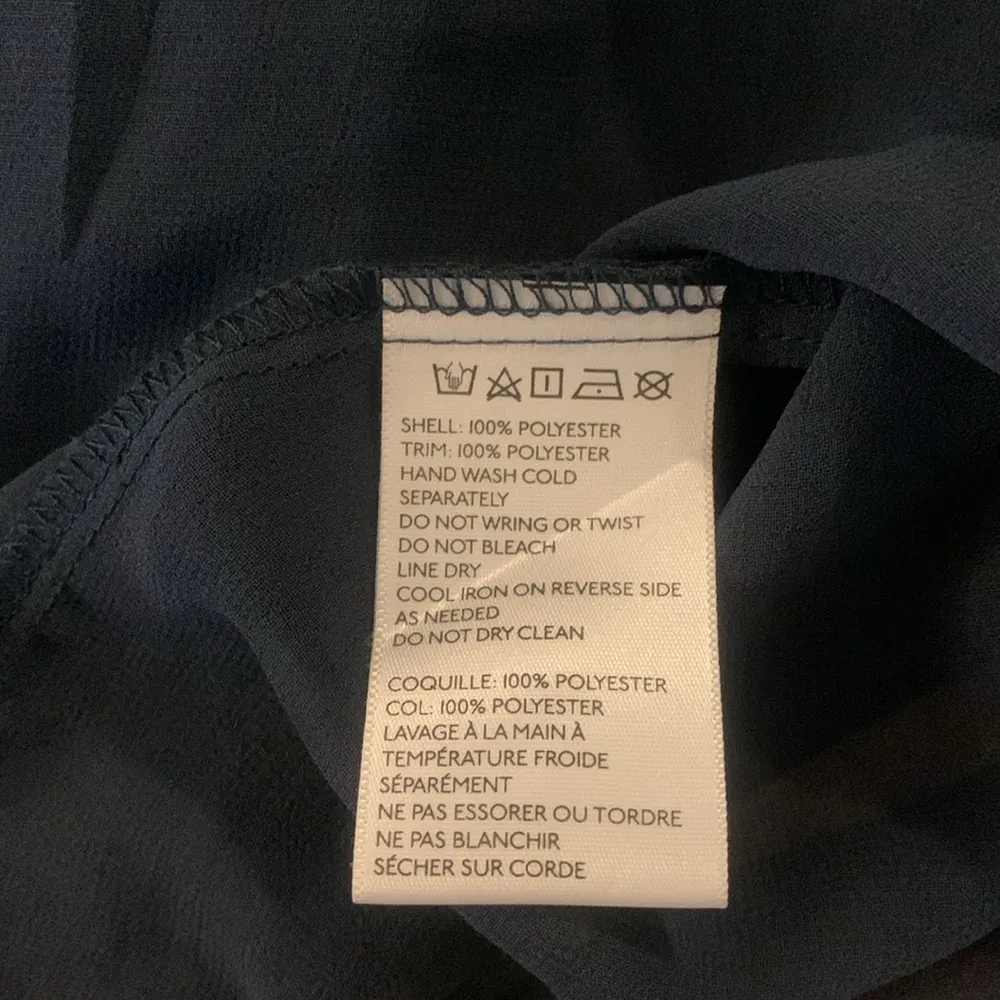 SHELL: 100% POLYESTER
TRIM: 100% POLYESTER
HAND WASH COLD
SEPARATELY
DO NOT WRING OR TWIST
DO NOT BLEACH
LINE DRY
COOL IRON ON REVERSE SIDE
AS NEEDED
DO NOT DRY CLEAN
COQUILLE: 100% POLYESTER
COL: 100% POLYESTER
LAVAGE À LA MAIN À
TEMPÉRATURE FROIDE
SÉPARÉMENT
NE PAS ESSORER OU TORDRE
NE PAS BLANCHIR
SÉCHER SUR CORDE